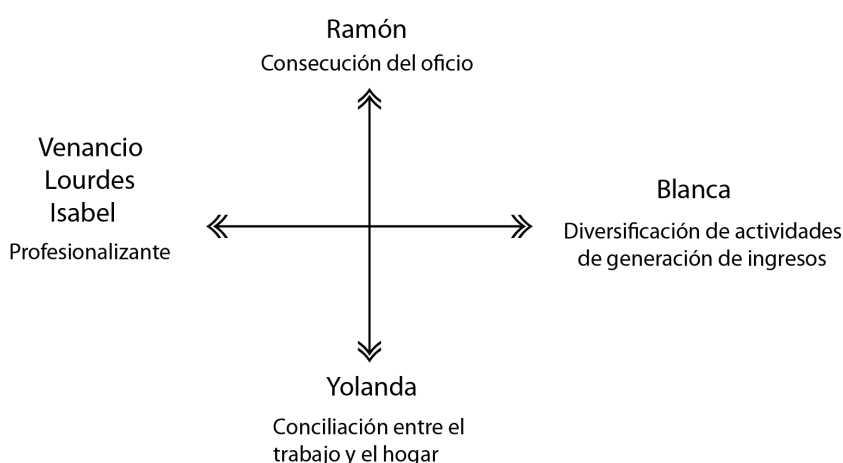 Ramón
Consecución del oficio
Venancio
Lourdes
Isabel
Profesionalizante
Blanca
Diversificación de actividades
de generación de ingresos
Yolanda
Conciliación entre el
trabajo y el hogar